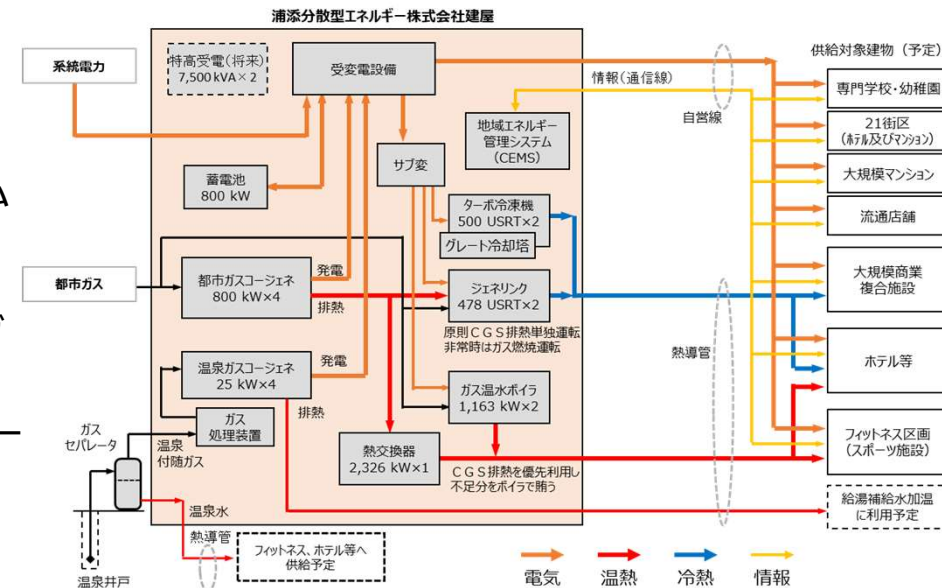 浦添分散型エネルギー株式会社建屋
系統電力
特高受電(将来)
7,500kVA×2
受変電設備
情報(通信線)
自営線
供給対象建物(予定)
専門学校・幼稚園
21街区
(ホテル及びマンション)
大規模マンション
流通店舗
大規模商業
複合施設
ホテル等
フィットネス区画
(スポーツ施設)
給湯補給水加温
に利用予定
地域エネルギー
管理システム
(CEMS)
サブ変
蓄電池
800 kW
A
ターボ冷凍機
500 USRT×2
グレート冷却塔
都市ガス
都市ガスコージェネ
800 kW×4
発電
排熱
ジェネリンク
478 USRT×2
原則CGS排熱単独運転
非常時はガス燃焼運転
熱導管
温泉ガスコージェネ
25 kW×4
発電
排熱
ガス温水ボイラ
1,163 kW×2
ガス
処理装置
ガス
セパレータ
温泉
付随ガス
熱交換器
2,326 kW×1
CGS排熱を優先利用し
不足分をボイラで賄う
温泉水
熱導管
フィットネス、ホテル等へ
供給予定
温泉井戸
電気
温熱
冷熱
情報